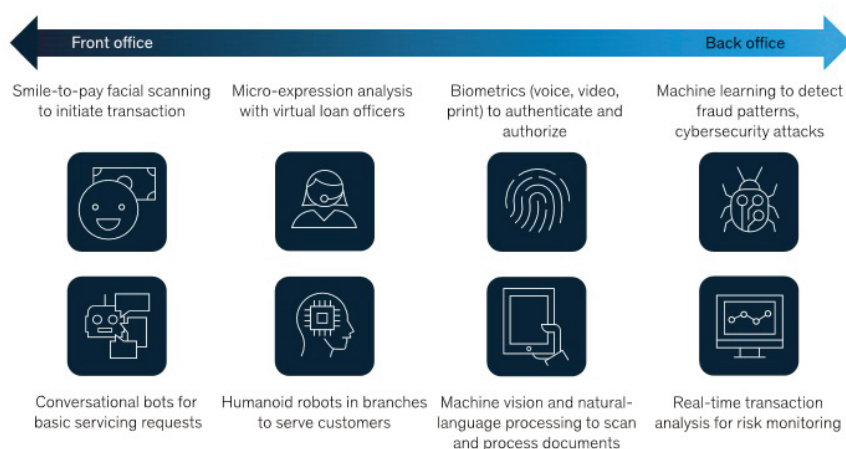 Front office
Back office
Smile-to-pay facial scanning
to initiate transaction
Micro-expression analysis
with virtual loan officers
Biometrics (voice, video,
print) to authenticate and
authorize
Machine learning to detect
fraud patterns,
cybersecurity attacks
Conversational bots for
basic servicing requests
Humanoid robots in branches
to serve customers
Machine vision and natural-
language processing to scan
and process documents
Real-time transaction
analysis for risk monitoring